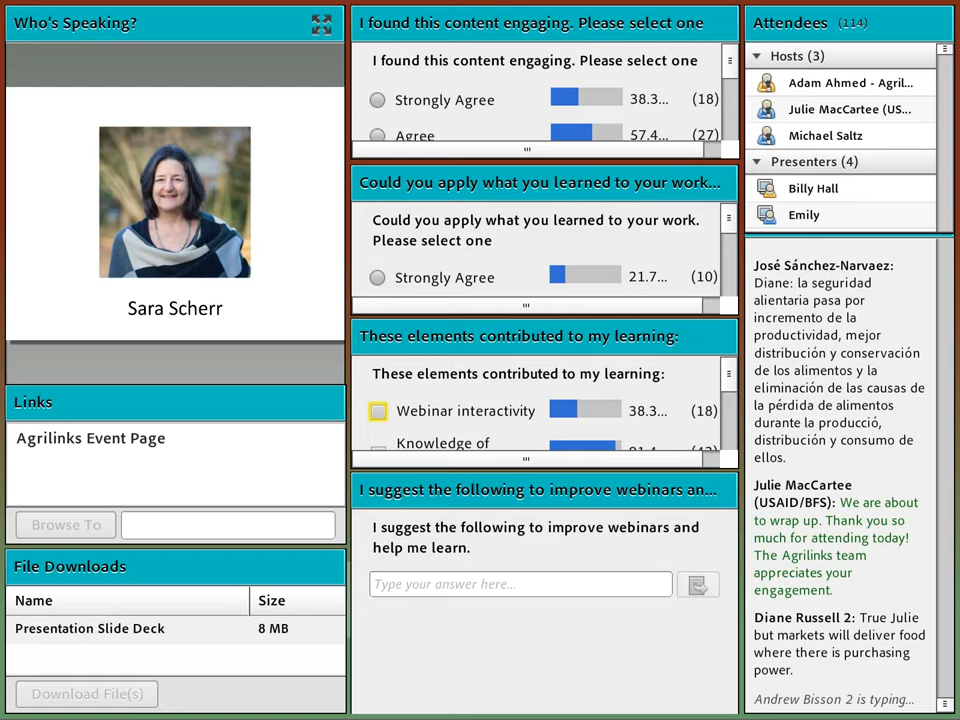 Who's Speaking?
Sara Scherr
Links
Agrilinks Event Page
Browse To
File Downloads
Name Size
Presentation Slide Deck 8 MB
Download File(s)
I found this content engaging. Please select one
I found this content engaging. Please select one
Strongly Agree 38.3... (18)
Agree 57.4... (27)
Could you apply what you learned to your work...
Could you apply what you learned to your work.
Please select one
Strongly Agree 21.7... (10)
These elements contributed to my learning:
These elements contributed to my learning:
Webinar interactivity 38.3... (18)
Knowledge of
I suggest the following to improve webinars an...
I suggest the following to improve webinars and
help me learn.
Type your answer here...
Attendees (114)
Hosts (3)
Adam Ahmed - Agril...
Julie MacCartee (US...
Michael Saltz
Presenters (4)
Billy Hall
Emily
José Sánchez-Narvaez:
Diane: la seguridad
alientaria pasa por
incremento de la
productividad, mejor
distribución y conservación
de los alimentos y la
eliminación de las causas de
la pérdida de alimentos
durante la producció,
distribución y consumo de
ellos.
Julie MacCartee
(USAID/BFS): We are about
to wrap up. Thank you so
much for attending today!
The Agrilinks team
appreciates your
engagement.
Diane Russell 2: True Julie
but markets will deliver food
where there is purchasing
power.
Andrew Bisson 2 is typing...